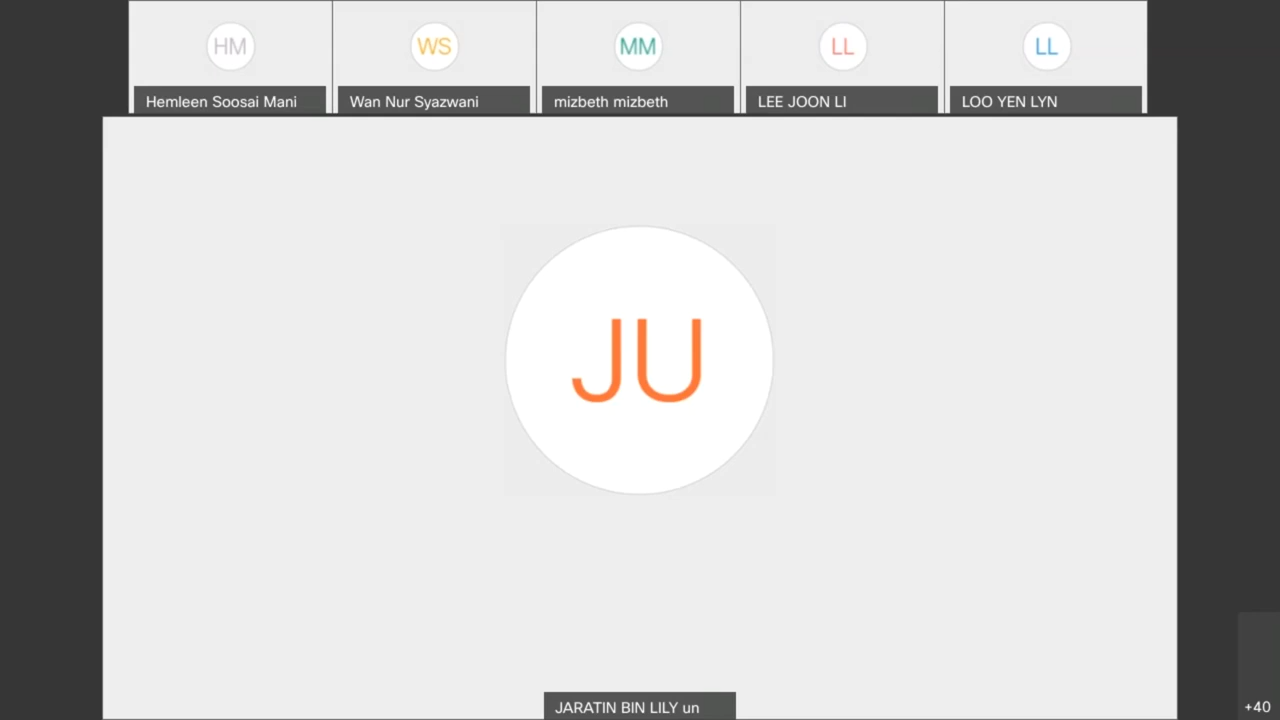 HM
WS
MM
LL
LL
Hemleen Soosai Mani
Wan Nur Syazwani
mizbeth mizbeth
LEE JOON LI
LOO YEN LYN
JU
JARATIN BIN LILY un
+40